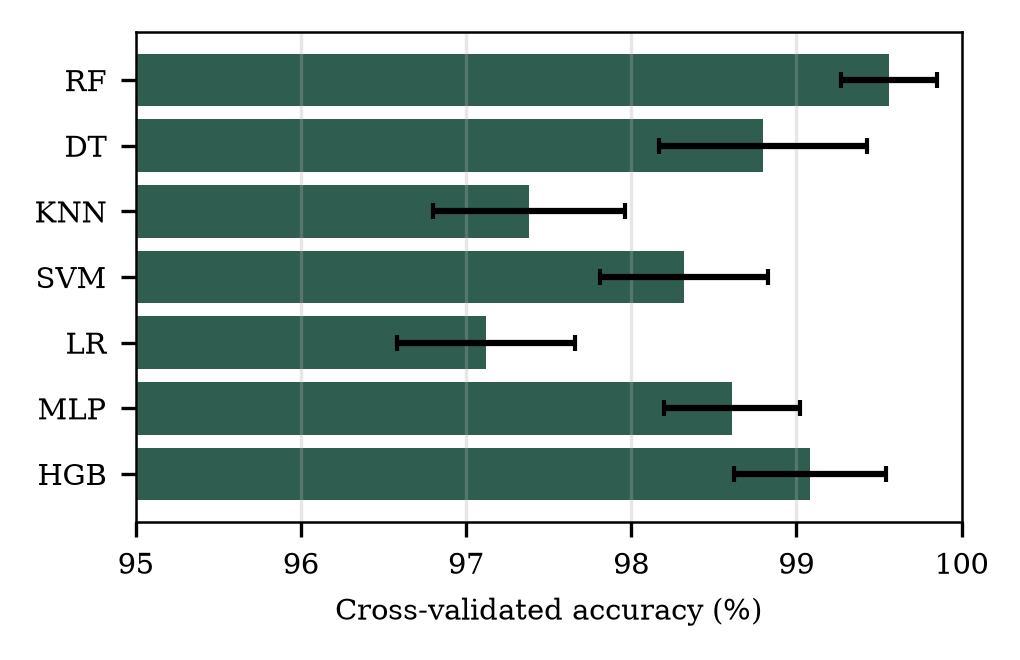 RF
DT
KNN
SVM
LR
MLP
HGB
95 96 97 98 99 100
Cross-validated accuracy (%)